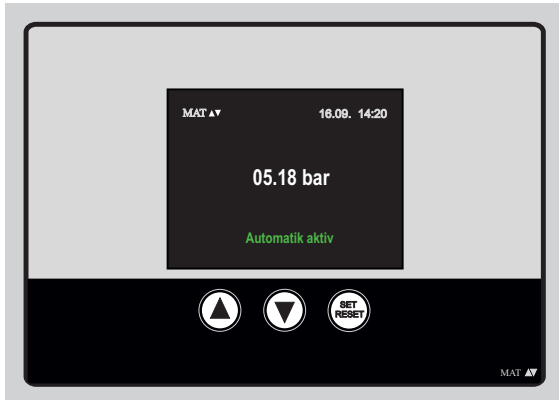 MAT ▲▼ 16.09. 14:20
05.18 bar
Automatik aktiv
SET
RESET
MAT ▲▼